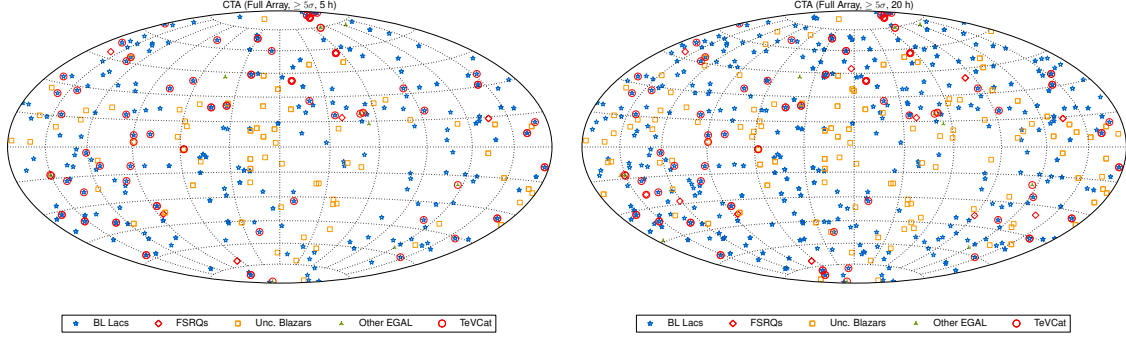 CTA (Full Array, ≥ 5σ, 5 h)
BL Lacs FSRQs Unc. Blazars Other EGAL TeVCat
CTA (Full Array, ≥ 5σ, 20 h)
BL Lacs FSRQs Unc. Blazars Other EGAL TeVCat